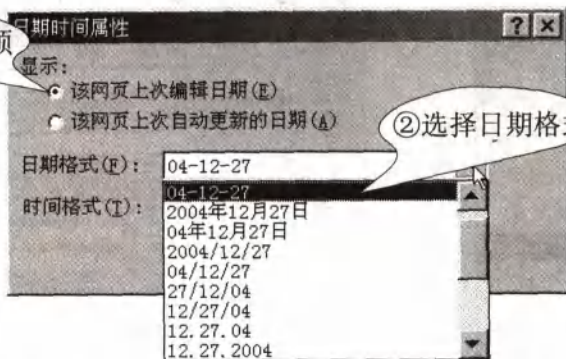 项
日期时间属性
显示:
该网页上次编辑日期(E)
该网页上次自动更新的日期(A)
②选择日期格式
日期格式(F): 04-12-27
时间格式(T):
04-12-27
2004年12月27日
04年12月27日
2004/12/27
04/12/27
27/12/04
12/27/04
12.27.04
12.27.2004